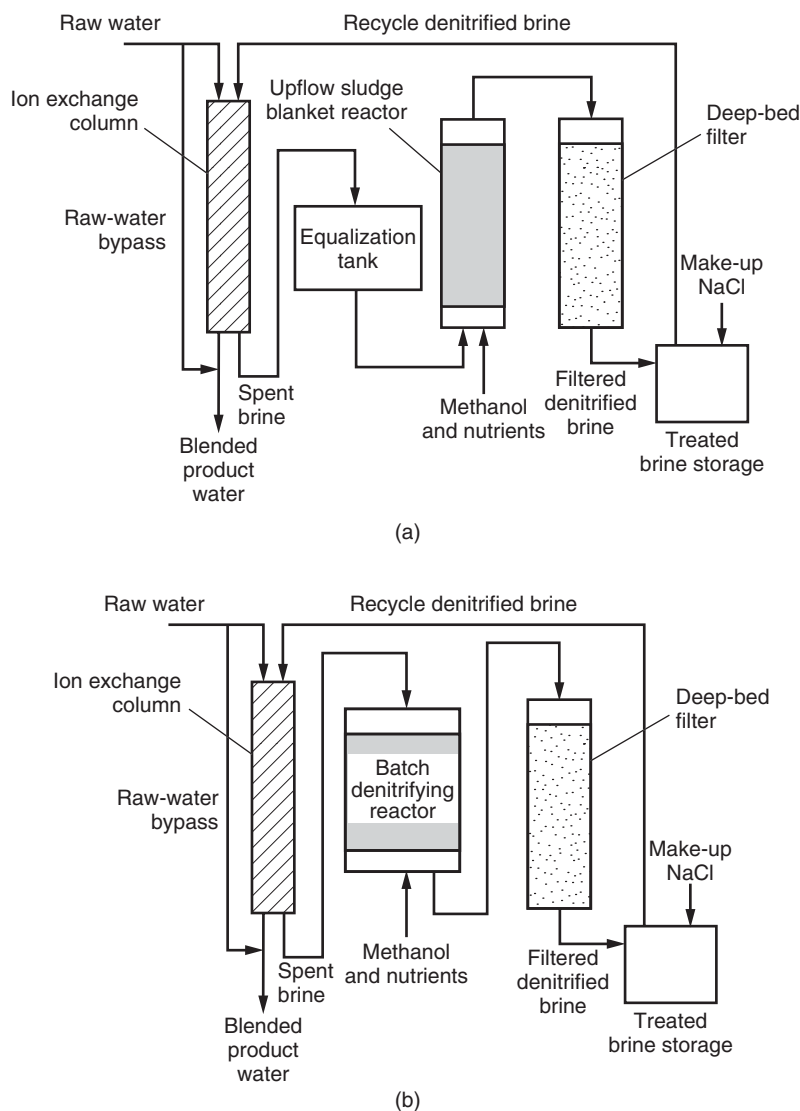 Raw water
Recycle denitrified brine
Ion exchange
column
Upflow sludge
blanket reactor
Deep-bed
filter
Raw-water
bypass
Equalization
tank
Make-up
NaCl
Spent
brine
Methanol
and nutrients
Filtered
denitrified
brine
Blended
product
water
Treated
brine storage
(a)
Raw water
Recycle denitrified brine
Ion exchange
column
Deep-bed
filter
Raw-water
bypass
Batch
denitrifying
reactor
Make-up
NaCl
Spent
brine
Methanol
and nutrients
Filtered
denitrified
brine
Blended
product
water
Treated
brine storage
(b)